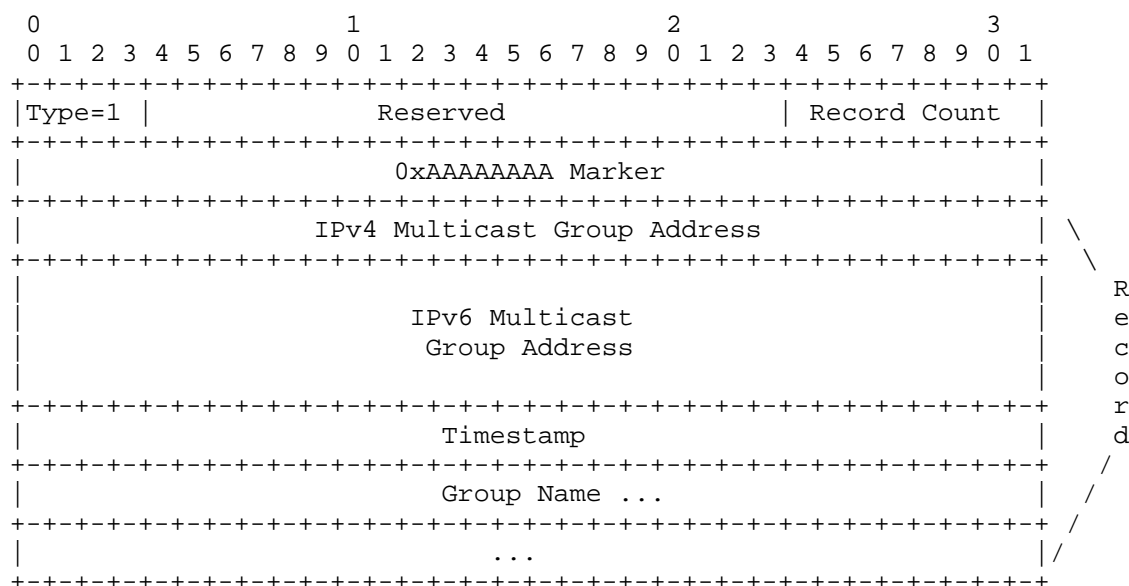 0                   1                   2                   3
 0 1 2 3 4 5 6 7 8 9 0 1 2 3 4 5 6 7 8 9 0 1 2 3 4 5 6 7 8 9 0 1
+-+-+-+-+-+-+-+-+-+-+-+-+-+-+-+-+-+-+-+-+-+-+-+-+-+-+-+-+-+-+-+-+
|Type=1 |              Reserved                 | Record Count  |
+-+-+-+-+-+-+-+-+-+-+-+-+-+-+-+-+-+-+-+-+-+-+-+-+-+-+-+-+-+-+-+-+
|                       0xAAAAAAAA Marker                       |
+-+-+-+-+-+-+-+-+-+-+-+-+-+-+-+-+-+-+-+-+-+-+-+-+-+-+-+-+-+-+-+-+
|                  IPv4 Multicast Group Address                 | \
+-+-+-+-+-+-+-+-+-+-+-+-+-+-+-+-+-+-+-+-+-+-+-+-+-+-+-+-+-+-+-+-+  \
|                                                               |    R
|                        IPv6 Multicast                         |    e
|                         Group Address                         |    c
|                                                               |    o
+-+-+-+-+-+-+-+-+-+-+-+-+-+-+-+-+-+-+-+-+-+-+-+-+-+-+-+-+-+-+-+-+    r
|                          Timestamp                            |    d
+-+-+-+-+-+-+-+-+-+-+-+-+-+-+-+-+-+-+-+-+-+-+-+-+-+-+-+-+-+-+-+-+   /
|                          Group Name ...                       |  /
+-+-+-+-+-+-+-+-+-+-+-+-+-+-+-+-+-+-+-+-+-+-+-+-+-+-+-+-+-+-+-+-+ /
|                             ...                               |/
+-+-+-+-+-+-+-+-+-+-+-+-+-+-+-+-+-+-+-+-+-+-+-+-+-+-+-+-+-+-+-+-+